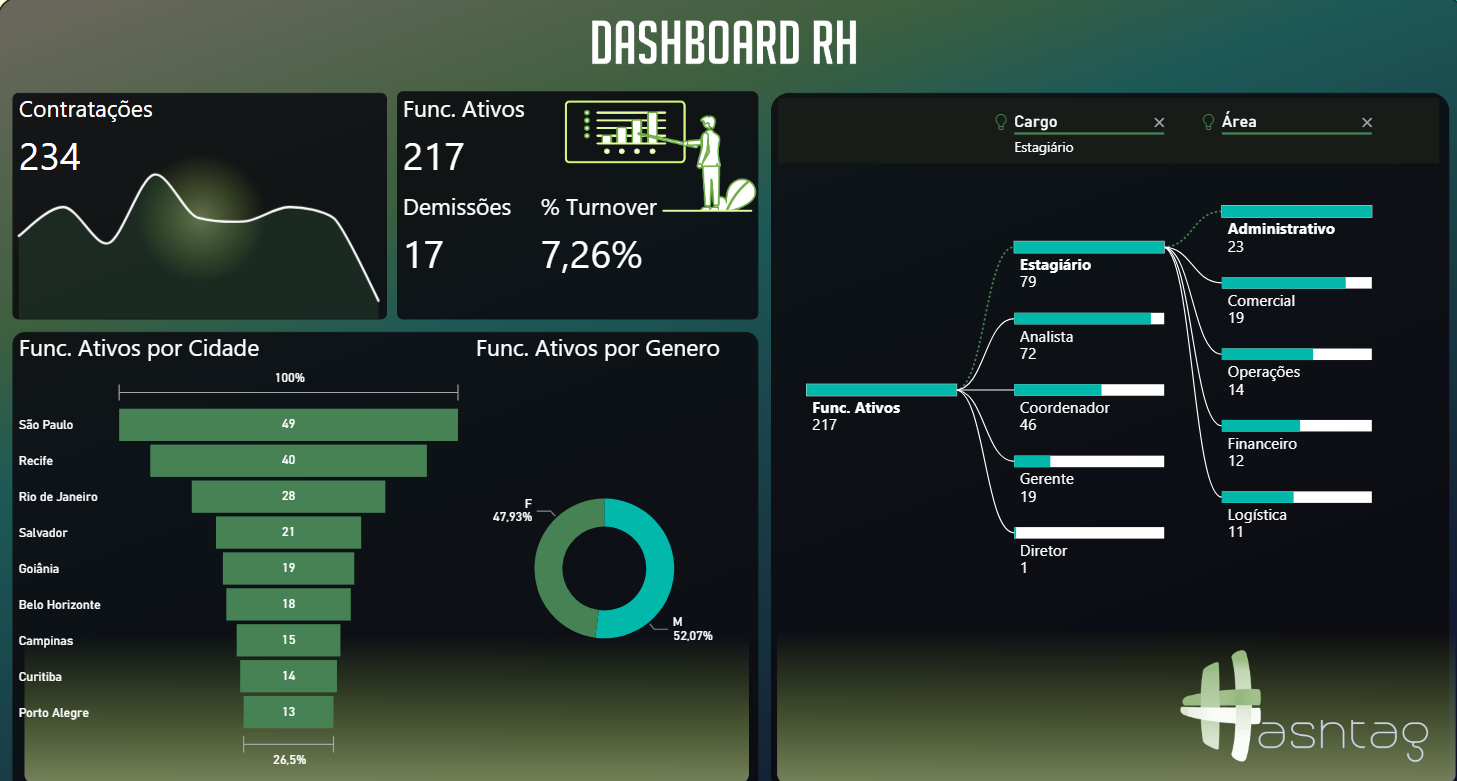 DASHBOARD RH
Contratações
234
Func. Ativos
217
Demissões
17
% Turnover
7,26%
Cargo
Estagiário
Área
Func. Ativos
217
Estagiário
79
Analista
72
Coordenador
46
Gerente
19
Diretor
1
Administrativo
23
Comercial
19
Operações
14
Financeiro
12
Logística
11
Func. Ativos por Cidade
100%
São Paulo 49
Recife 40
Rio de Janeiro 28
Salvador 21
Goiânia 19
Belo Horizonte 18
Campinas 15
Curitiba 14
Porto Alegre 13
26,5%
Func. Ativos por Genero
F
47,93%
M
52,07%
Hashtag